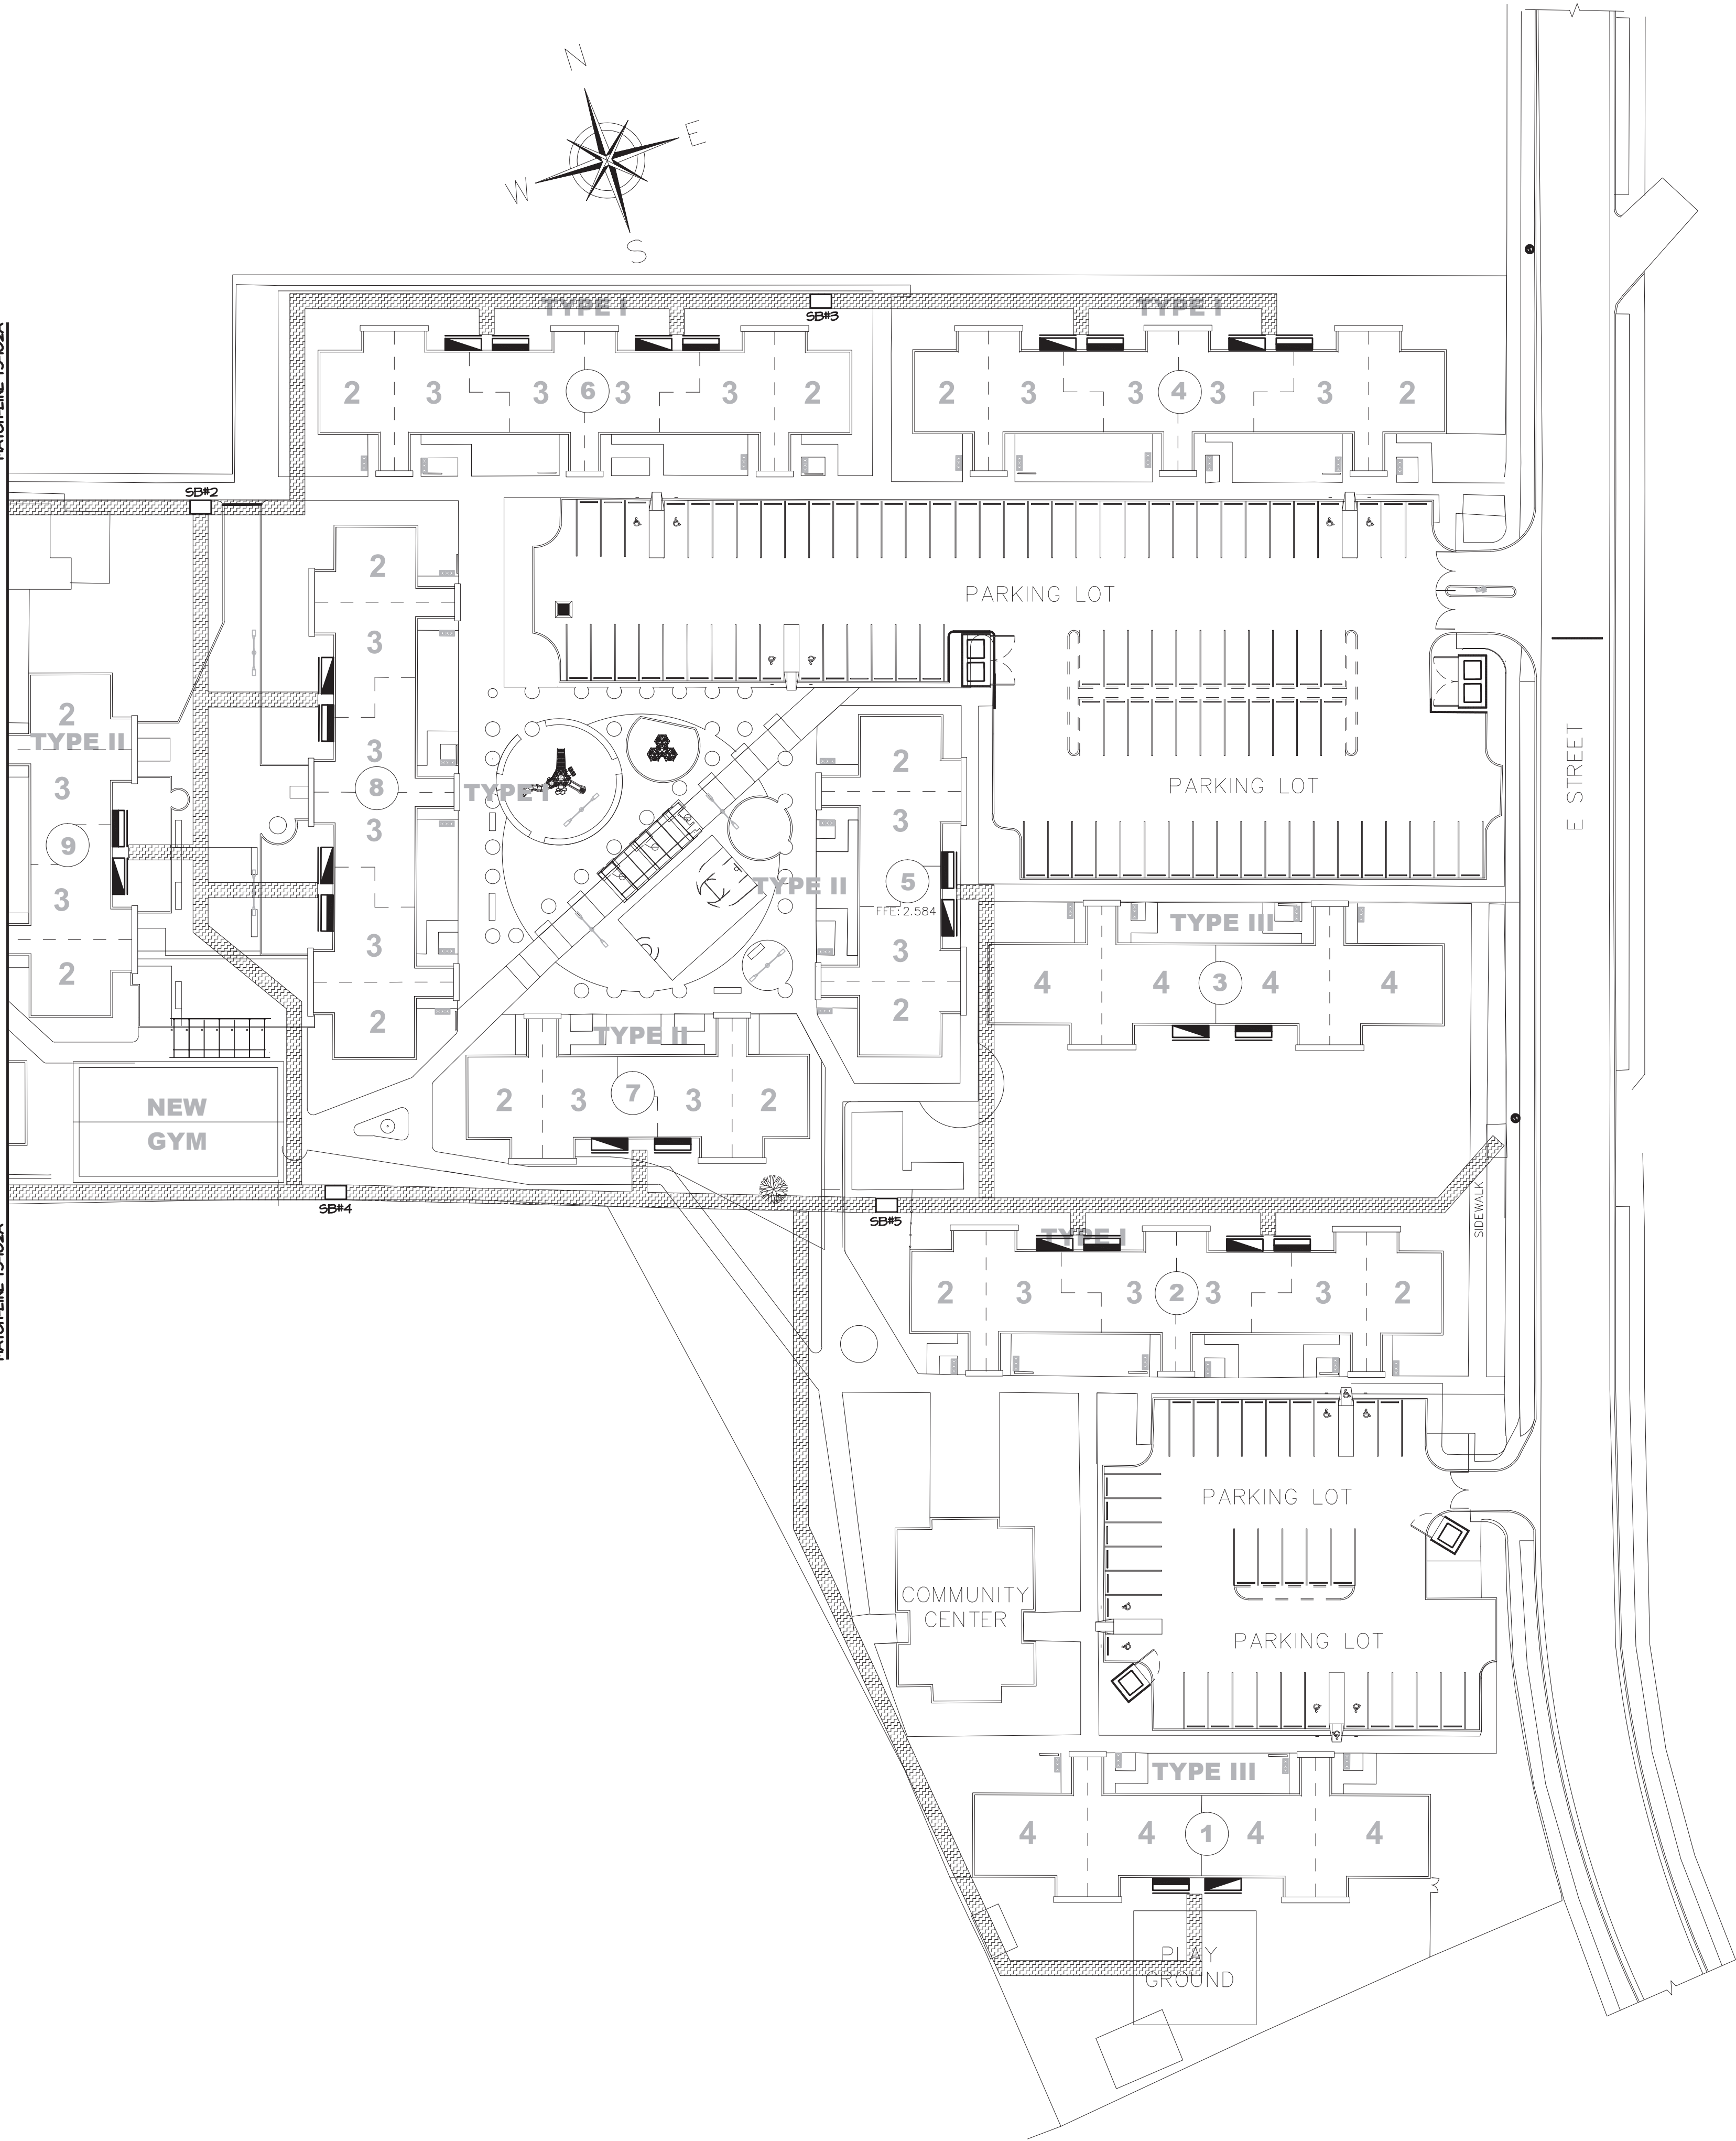 N
E
W
S
TYPE I
TYPE I
SB#3
2 3 3 6 3 3 2
2 3 3 4 3 3 2
SB#2
PARKING LOT
PARKING LOT
E STREET
2
3
3
8
3
3
2
TYPE I
2
TYPE II
3
9
3
2
2
3
TYPE II
5
FFE: 2.584
3
2
TYPE III
4 4 3 4 4
TYPE II
2 3 7 3 2
NEW
GYM
SB#4
SB#5
SIDEWALK
TYPE I
2 3 3 2 3 3 2
PARKING LOT
PARKING LOT
COMMUNITY
CENTER
TYPE III
4 4 1 4 4
PLAY
GROUND